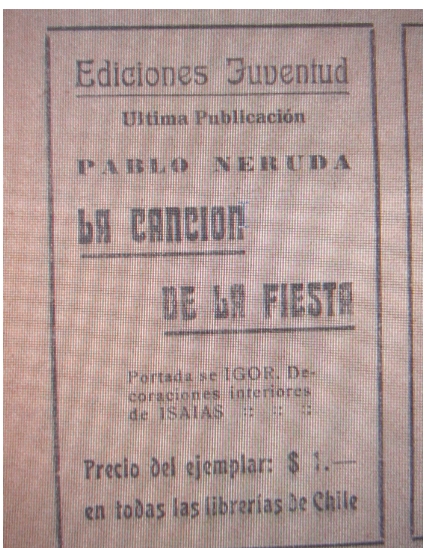 Ediciones Juventud
Ultima Publicación
PABLO NERUDA
LA CANCION
DE LA FIESTA
Portada se IGOR. De-
coraciones interiores
de ISAIAS :: :: ::
Precio del ejemplar: $ 1.—
en todas las librerías de Chile